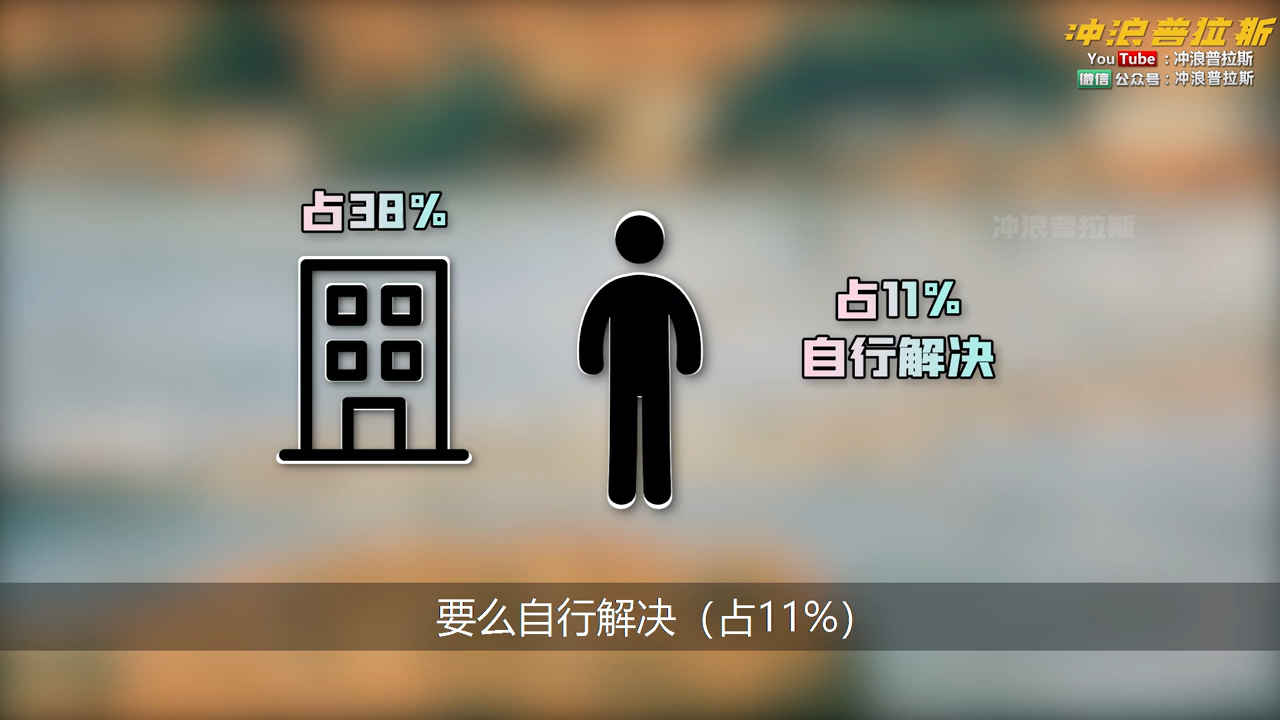 冲浪普拉斯
YouTube：冲浪普拉斯
微信公众号：冲浪普拉斯
占38%
冲浪普拉斯
占11%
自行解决
要么自行解决（占11%）